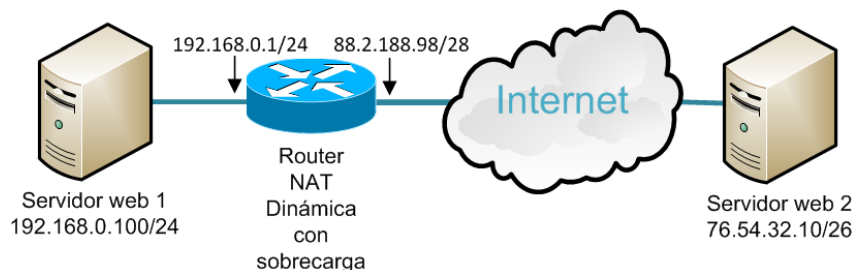 192.168.0.1/24
88.2.188.98/28
Internet
Router
NAT
Dinámica
con
sobrecarga
Servidor web 1
192.168.0.100/24
Servidor web 2
76.54.32.10/26